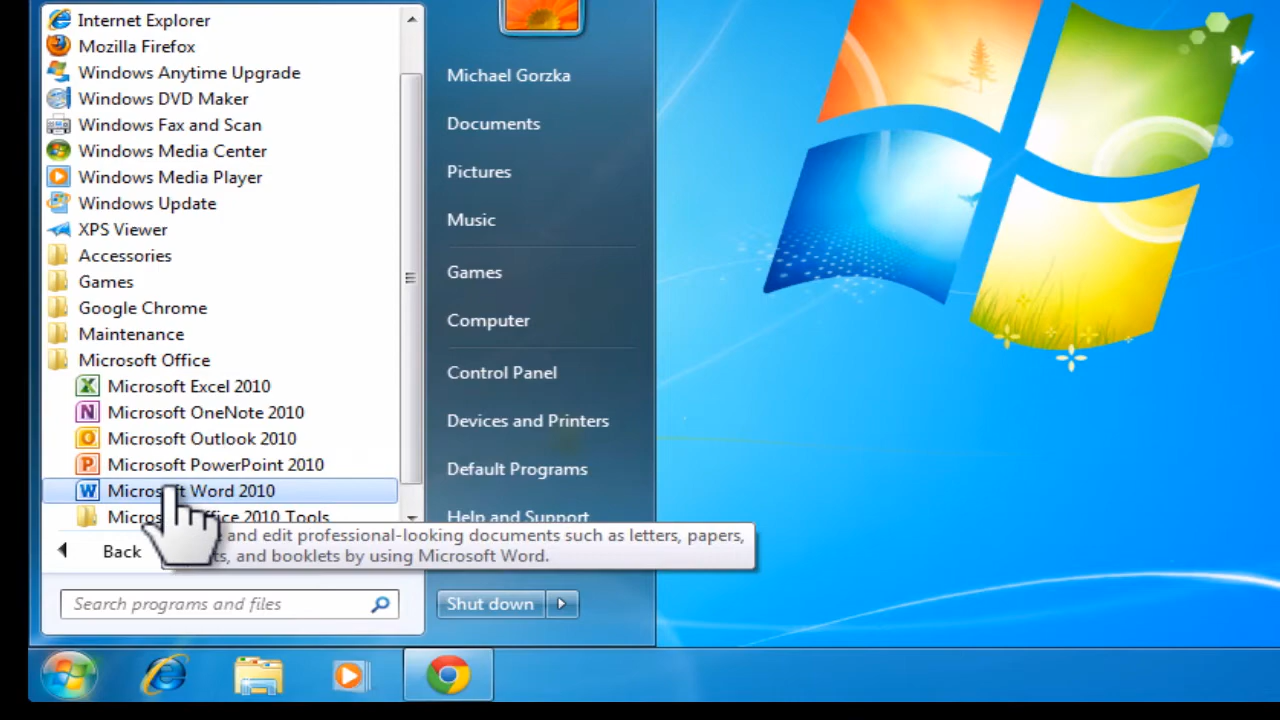 Internet Explorer
Mozilla Firefox
Windows Anytime Upgrade
Windows DVD Maker
Windows Fax and Scan
Windows Media Center
Windows Media Player
Windows Update
XPS Viewer
Accessories
Games
Google Chrome
Maintenance
Microsoft Office
Microsoft Excel 2010
Microsoft OneNote 2010
Microsoft Outlook 2010
Microsoft PowerPoint 2010
Microsoft Word 2010
2010 Tools
Back
Search programs and files
Michael Gorzka
Documents
Pictures
Music
Games
Computer
Control Panel
Devices and Printers
Default Programs
Help and Support
and edit professional-looking documents such as letters, papers,
and booklets by using Microsoft Word.
Shut down